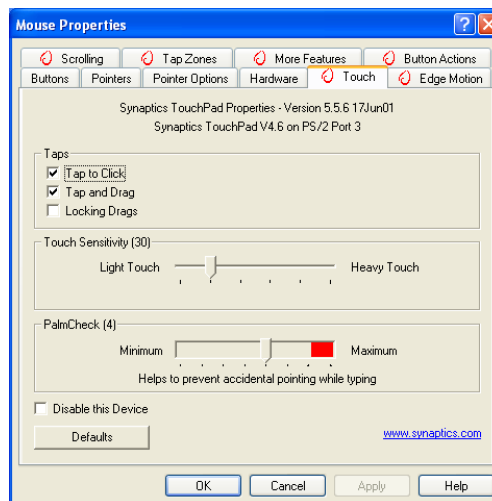 Mouse Properties
Scrolling Tap Zones More Features Button Actions
Buttons Pointers Pointer Options Hardware Touch Edge Motion
Synaptics TouchPad Properties - Version 5.5.6 17Jun01
Synaptics TouchPad V4.6 on PS/2 Port 3
Taps
Tap to Click
Tap and Drag
Locking Drags
Touch Sensitivity (30)
Light Touch Heavy Touch
PalmCheck (4)
Minimum Maximum
Helps to prevent accidental pointing while typing
Disable this Device
Defaults www.synaptics.com
OK Cancel Apply Help